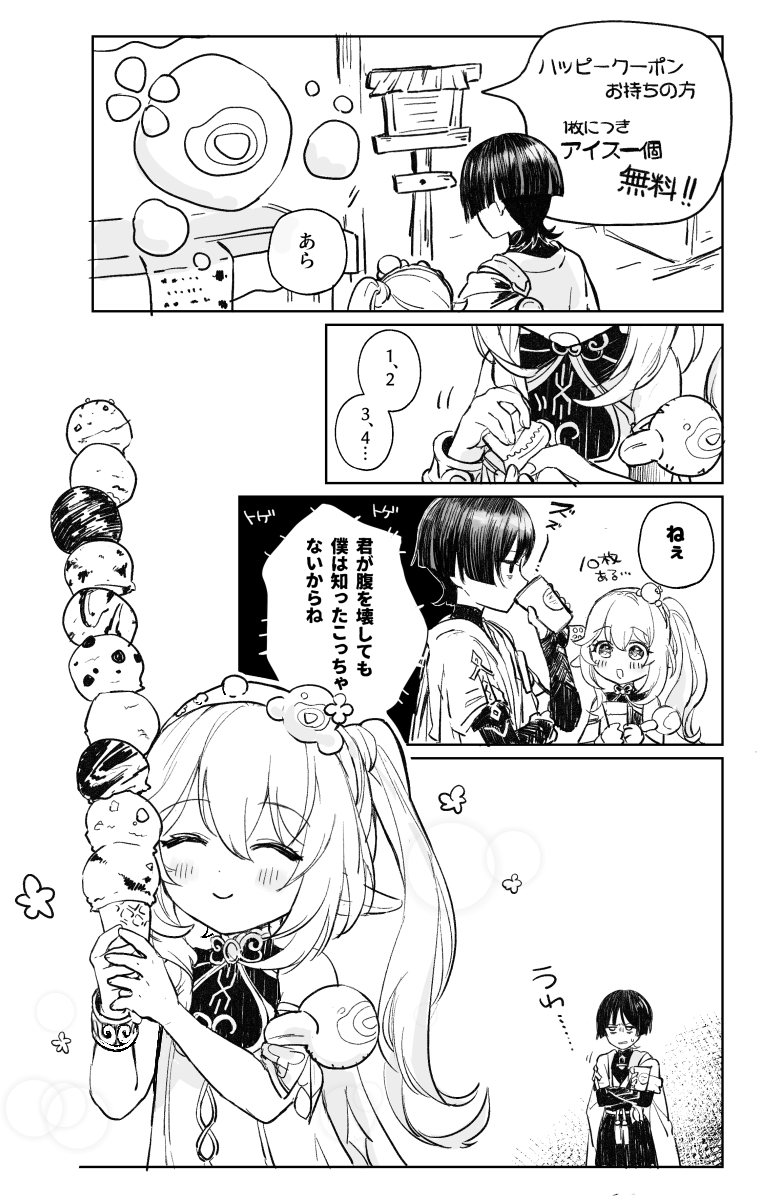 ハッピークーポン
お持ちの方
1枚につき
アイス一個
無料!!
あら
1、2
3、4…
ねぇ
10枚
ある…
ズズ
トゲ
トゲ
君が腹を壊しても
僕は知ったこっちゃ
ないからね
うわ……